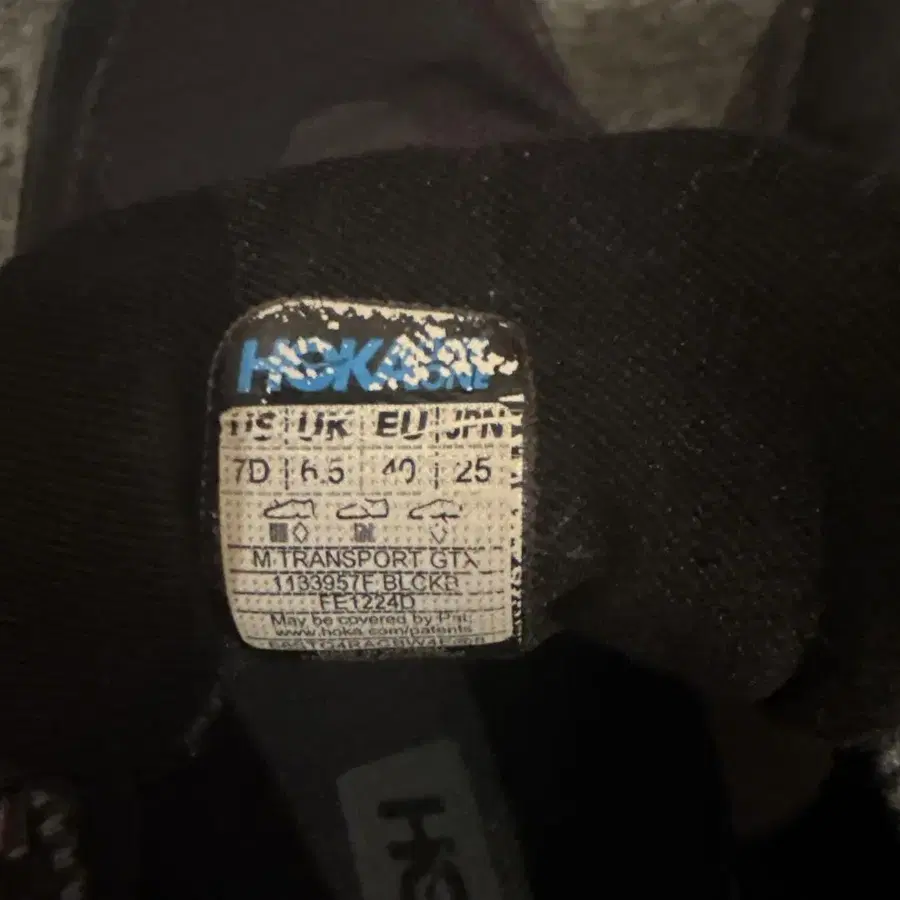 HOKA ONE
US UK EU JPN
7D 6.5 40 25
M TRANSPORT GTX
1133957F BLCKB
FE1224D
May be covered by Pat:
www.hoka.com/patents